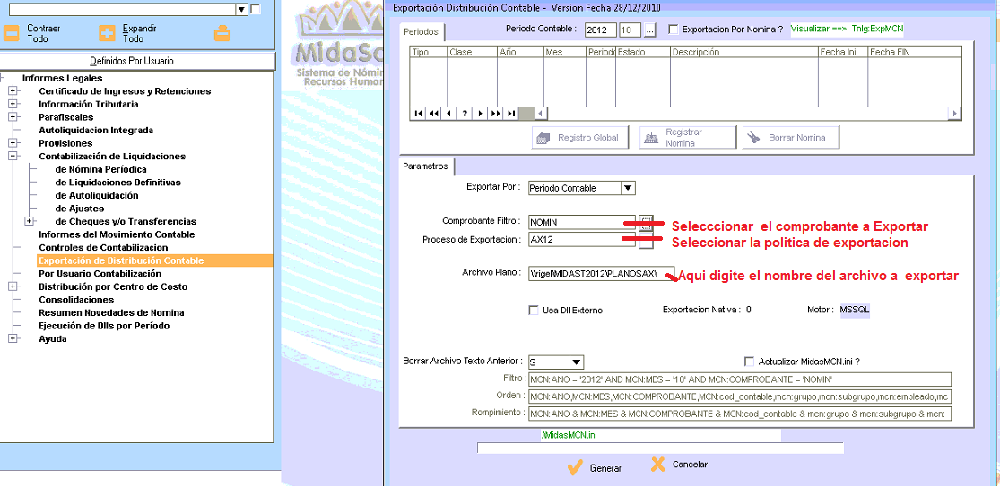 Contraer Todo
Expandir Todo
Definidos Por Usuario
Informes Legales
Certificado de Ingresos y Retenciones
Información Tributaria
Parafiscales
Autoliquidacion Integrada
Provisiones
Contabilización de Liquidaciones
de Nómina Períodica
de Liquidaciones Definitivas
de Autoliquidación
de Ajustes
de Cheques y/o Transferencias
Informes del Movimiento Contable
Controles de Contabilizacion
Exportación de Distribución Contable
Por Usuario Contabilización
Distribución por Centro de Costo
Consolidaciones
Resumen Novedades de Nomina
Ejecución de Dlls por Período
Ayuda
MidaSo
Sistema de Nómin
Recursos Human
Exportación Distribución Contable - Version Fecha 28/12/2010
Periodos
Periodo Contable : 2012 10 ... Exportacion Por Nomina ? Visualizar ==> Tnlg:ExpMCN
Tipo Clase Año Mes Period Estado Descripción Fecha Ini Fecha FIN
Registro Global
Registrar Nomina
Borrar Nomina
Parametros
Exportar Por : Periodo Contable
Comprobante Filtro : NOMIN ... Seleccionar el comprobante a Exportar
Proceso de Exportacion : AX12 ... Seleccionar la politica de exportacion
Archivo Plano : \\rigel\MIDAST2012\PLANOSAX\ Aqui digite el nombre del archivo a exportar
Usa Dll Externo Exportacion Nativa : 0 Motor : MSSQL
Borrar Archivo Texto Anterior : S Actualizar MidasMCN.ini ?
Filtro : MCN:ANO = '2012' AND MCN:MES = '10' AND MCN:COMPROBANTE = 'NOMIN'
Orden : MCN:ANO,MCN:MES,MCN:COMPROBANTE,MCN:cod_contable,mcn:grupo,mcn:subgrupo,mcn:empleado,mc
Rompimiento : MCN:ANO & MCN:MES & MCN:COMPROBANTE & MCN:cod_contable & mcn:grupo & mcn:subgrupo & mcn:
.\MidasMCN.ini
Generar
Cancelar